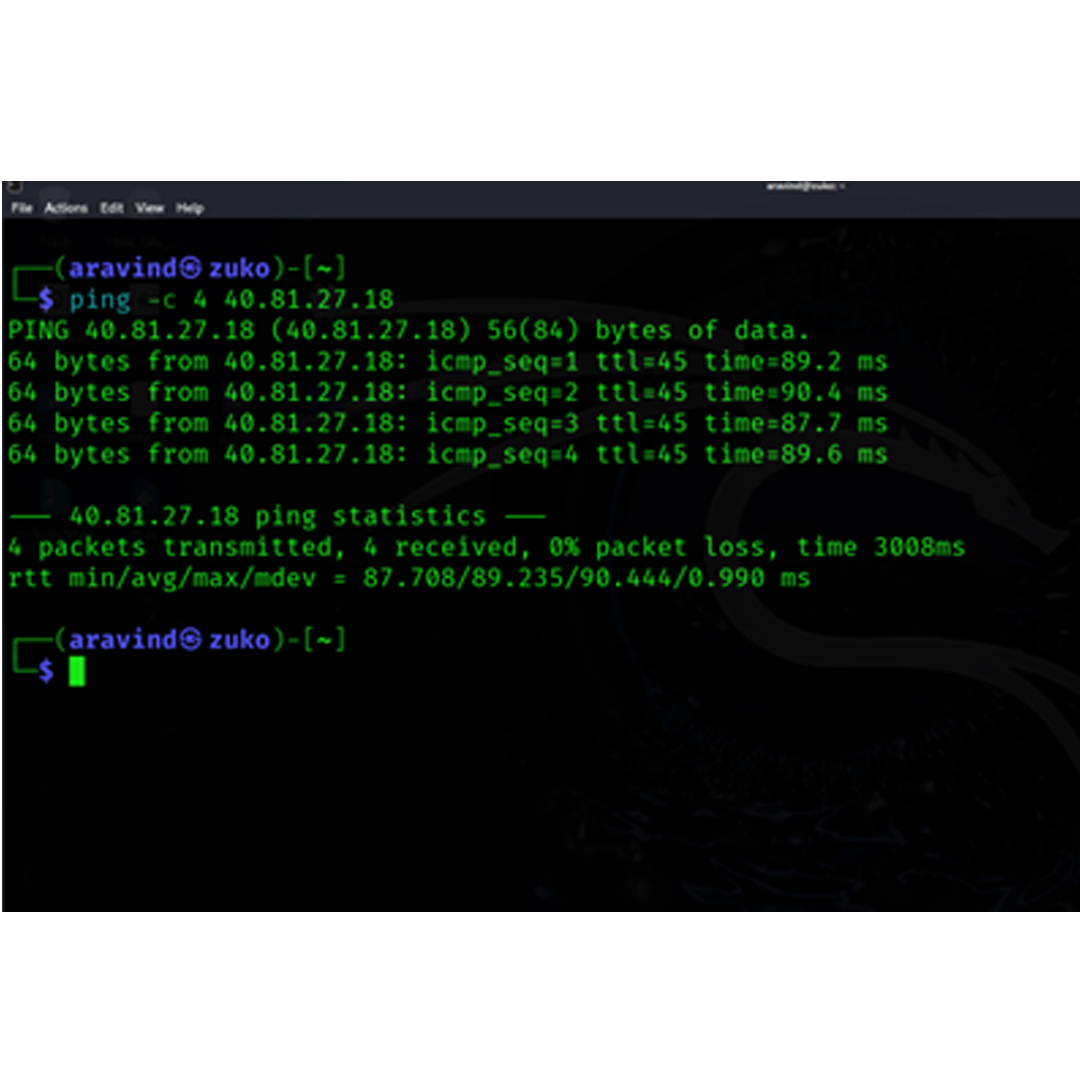 aravind@zuko: ~
File Actions Edit View Help
┌──(aravind㉿zuko)-[~]
└─$ ping -c 4 40.81.27.18
PING 40.81.27.18 (40.81.27.18) 56(84) bytes of data.
64 bytes from 40.81.27.18: icmp_seq=1 ttl=45 time=89.2 ms
64 bytes from 40.81.27.18: icmp_seq=2 ttl=45 time=90.4 ms
64 bytes from 40.81.27.18: icmp_seq=3 ttl=45 time=87.7 ms
64 bytes from 40.81.27.18: icmp_seq=4 ttl=45 time=89.6 ms
--- 40.81.27.18 ping statistics ---
4 packets transmitted, 4 received, 0% packet loss, time 3008ms
rtt min/avg/max/mdev = 87.708/89.235/90.444/0.990 ms
┌──(aravind㉿zuko)-[~]
└─$